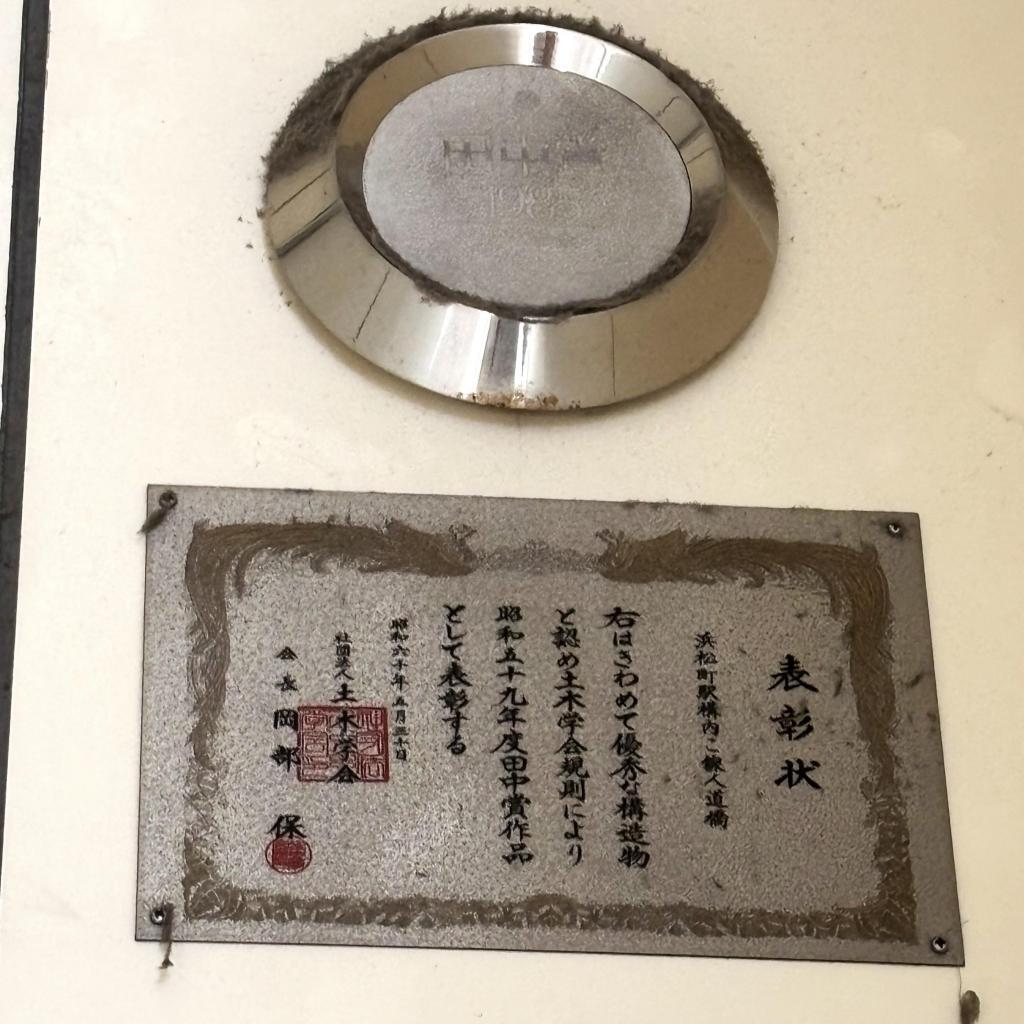 田中賞
表彰状
浜松町駅構内こ線人道橋
右はきわめて優秀な構造物
と認め土木学会規則により
昭和五十九年度田中賞作品
として表彰する
昭和六十年五月三十日
社団法人土木学会
会長岡部保